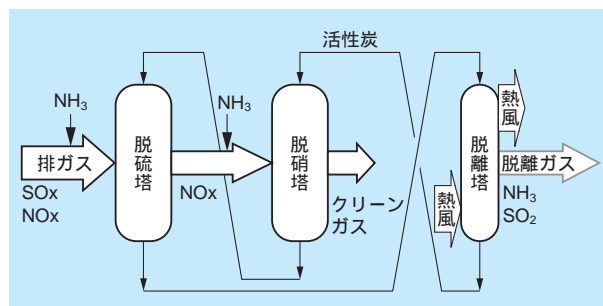 活性炭
NH₃
NH₃
排ガス
SOx
NOx
脱硫塔
NOx
脱硝塔
クリーン
ガス
熱風
脱離塔
熱風
脱離ガス
NH₃
SO₂